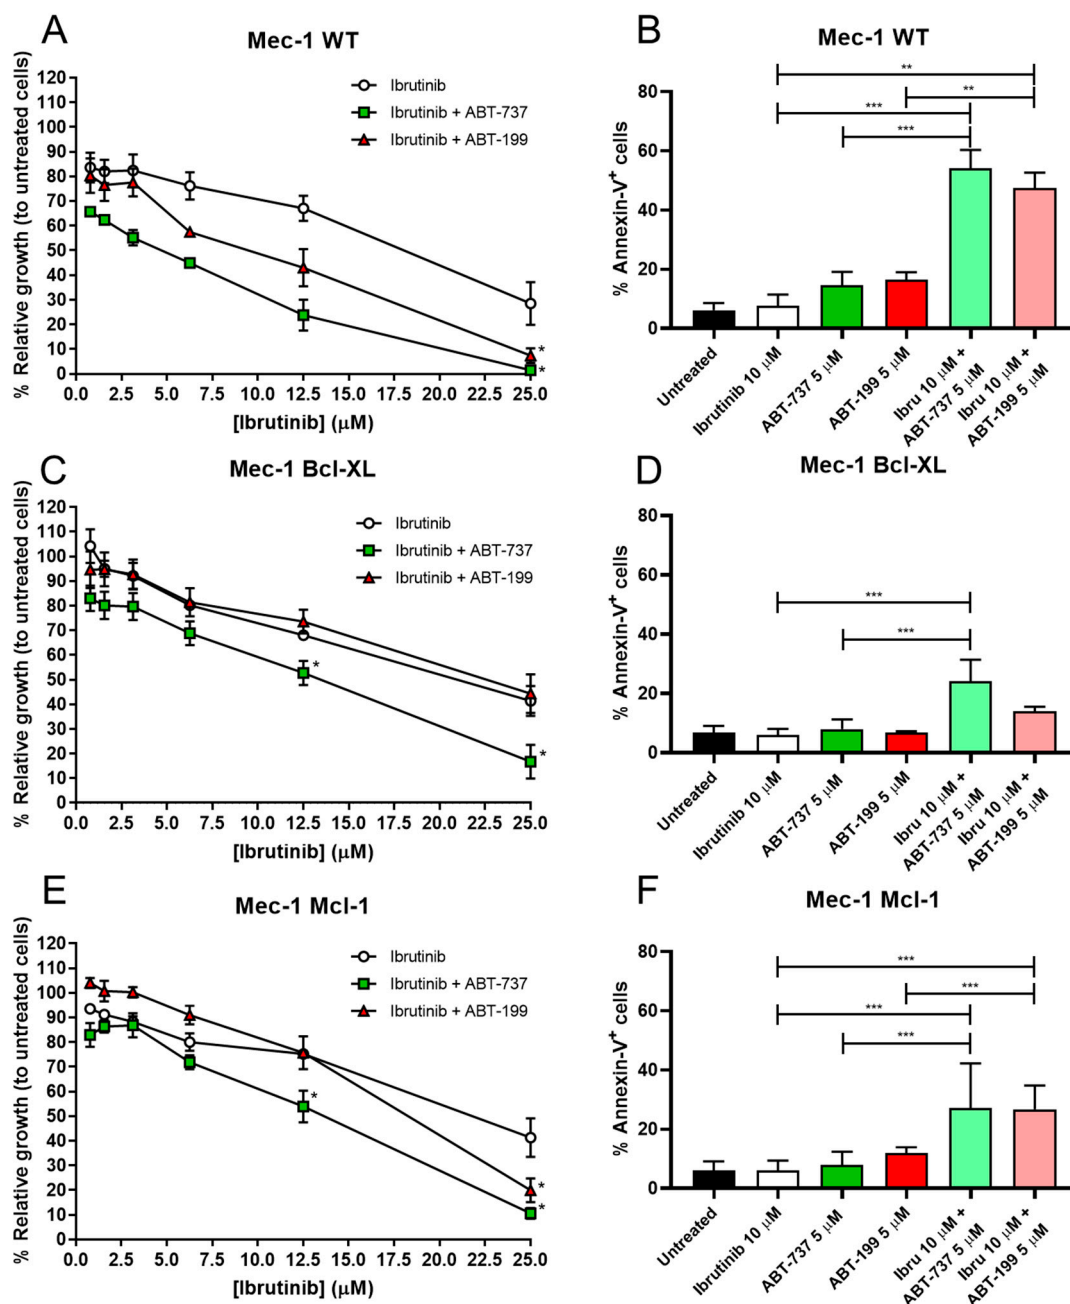 A
Mec-1 WT
% Relative growth (to untreated cells)
120
110
100
90
80
70
60
50
40
30
20
10
0
Ibrutinib
Ibrutinib + ABT-737
Ibrutinib + ABT-199
*
*
0.0 2.5 5.0 7.5 10.0 12.5 15.0 17.5 20.0 22.5 25.0
[Ibrutinib] (μM)
B
Mec-1 WT
% Annexin-V+ cells
80
60
40
20
0
**
**
***
***
Untreated
Ibrutinib 10 μM
ABT-737 5 μM
ABT-199 5 μM
Ibru 10 μM +
ABT-737 5 μM
Ibru 10 μM +
ABT-199 5 μM
C
Mec-1 Bcl-XL
% Relative growth (to untreated cells)
120
110
100
90
80
70
60
50
40
30
20
10
0
Ibrutinib
Ibrutinib + ABT-737
Ibrutinib + ABT-199
*
*
0.0 2.5 5.0 7.5 10.0 12.5 15.0 17.5 20.0 22.5 25.0
[Ibrutinib] (μM)
D
Mec-1 Bcl-XL
% Annexin-V+ cells
80
60
40
20
0
***
***
Untreated
Ibrutinib 10 μM
ABT-737 5 μM
ABT-199 5 μM
Ibru 10 μM +
ABT-737 5 μM
Ibru 10 μM +
ABT-199 5 μM
E
Mec-1 Mcl-1
% Relative growth (to untreated cells)
120
110
100
90
80
70
60
50
40
30
20
10
0
Ibrutinib
Ibrutinib + ABT-737
Ibrutinib + ABT-199
*
*
*
0.0 2.5 5.0 7.5 10.0 12.5 15.0 17.5 20.0 22.5 25.0
[Ibrutinib] (μM)
F
Mec-1 Mcl-1
% Annexin-V+ cells
80
60
40
20
0
***
***
***
***
Untreated
Ibrutinib 10 μM
ABT-737 5 μM
ABT-199 5 μM
Ibru 10 μM +
ABT-737 5 μM
Ibru 10 μM +
ABT-199 5 μM